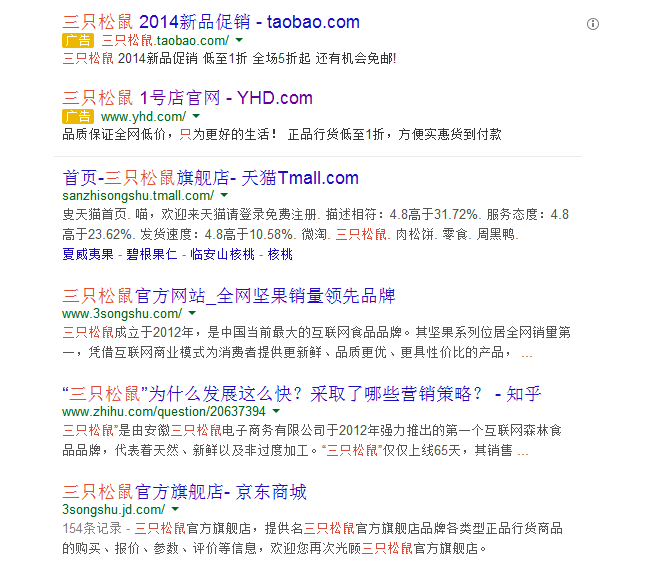 三只松鼠 2014新品促销 - taobao.com
广告 三只松鼠.taobao.com/
三只松鼠 2014新品促销 低至1折 全场5折起 还有机会免邮!
三只松鼠 1号店官网 - YHD.com
广告 www.yhd.com/
品质保证全网低价，只为更好的生活！ 正品行货低至1折，方便实惠货到付款
首页-三只松鼠旗舰店- 天猫Tmall.com
sanzhisongshu.tmall.com/
叓天猫首页. 喵，欢迎来天猫请登录免费注册. 描述相符：4.8高于31.72%. 服务态度：4.8
高于23.62%. 发货速度：4.8高于10.58%. 微淘. 三只松鼠. 肉松饼. 零食. 周黑鸭.
夏威夷果 - 碧根果仁 - 临安山核桃 - 核桃
三只松鼠官方网站_全网坚果销量领先品牌
www.3songshu.com/
三只松鼠成立于2012年，是中国当前最大的互联网食品品牌。其坚果系列位居全网销量第
一，凭借互联网商业模式为消费者提供更新鲜、品质更优、更具性价比的产品， ...
“三只松鼠”为什么发展这么快？采取了哪些营销策略？ - 知乎
www.zhihu.com/question/20637394
三只松鼠”是由安徽三只松鼠电子商务有限公司于2012年强力推出的第一个互联网森林食
品品牌，代表着天然、新鲜以及非过度加工。“三只松鼠”仅仅上线65天，其销售 ...
三只松鼠官方旗舰店- 京东商城
3songshu.jd.com/
154条记录 - 三只松鼠官方旗舰店，提供名三只松鼠官方旗舰店品牌各类型正品行货商品
的购买、报价、参数、评价等信息，欢迎您再次光顾三只松鼠官方旗舰店。